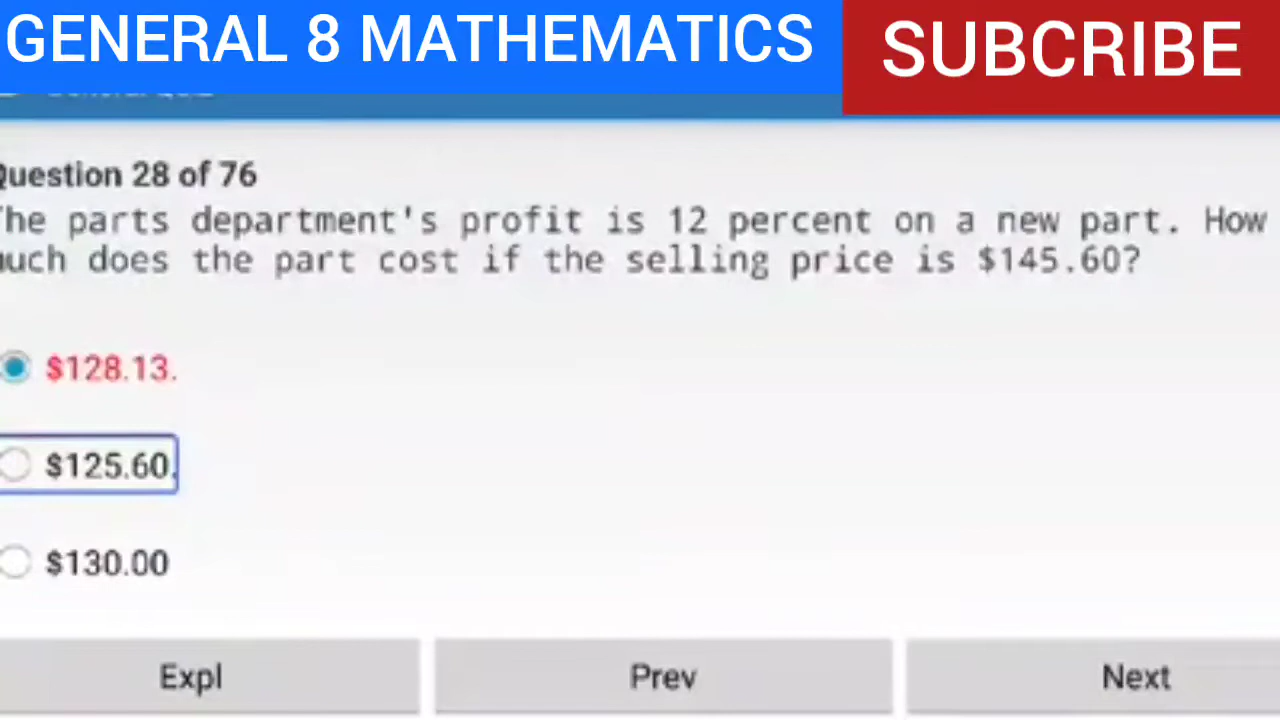 GENERAL 8 MATHEMATICS
SUBCRIBE
Question 28 of 76
The parts department's profit is 12 percent on a new part. How
much does the part cost if the selling price is $145.60?
$128.13.
$125.60.
$130.00
Expl
Prev
Next